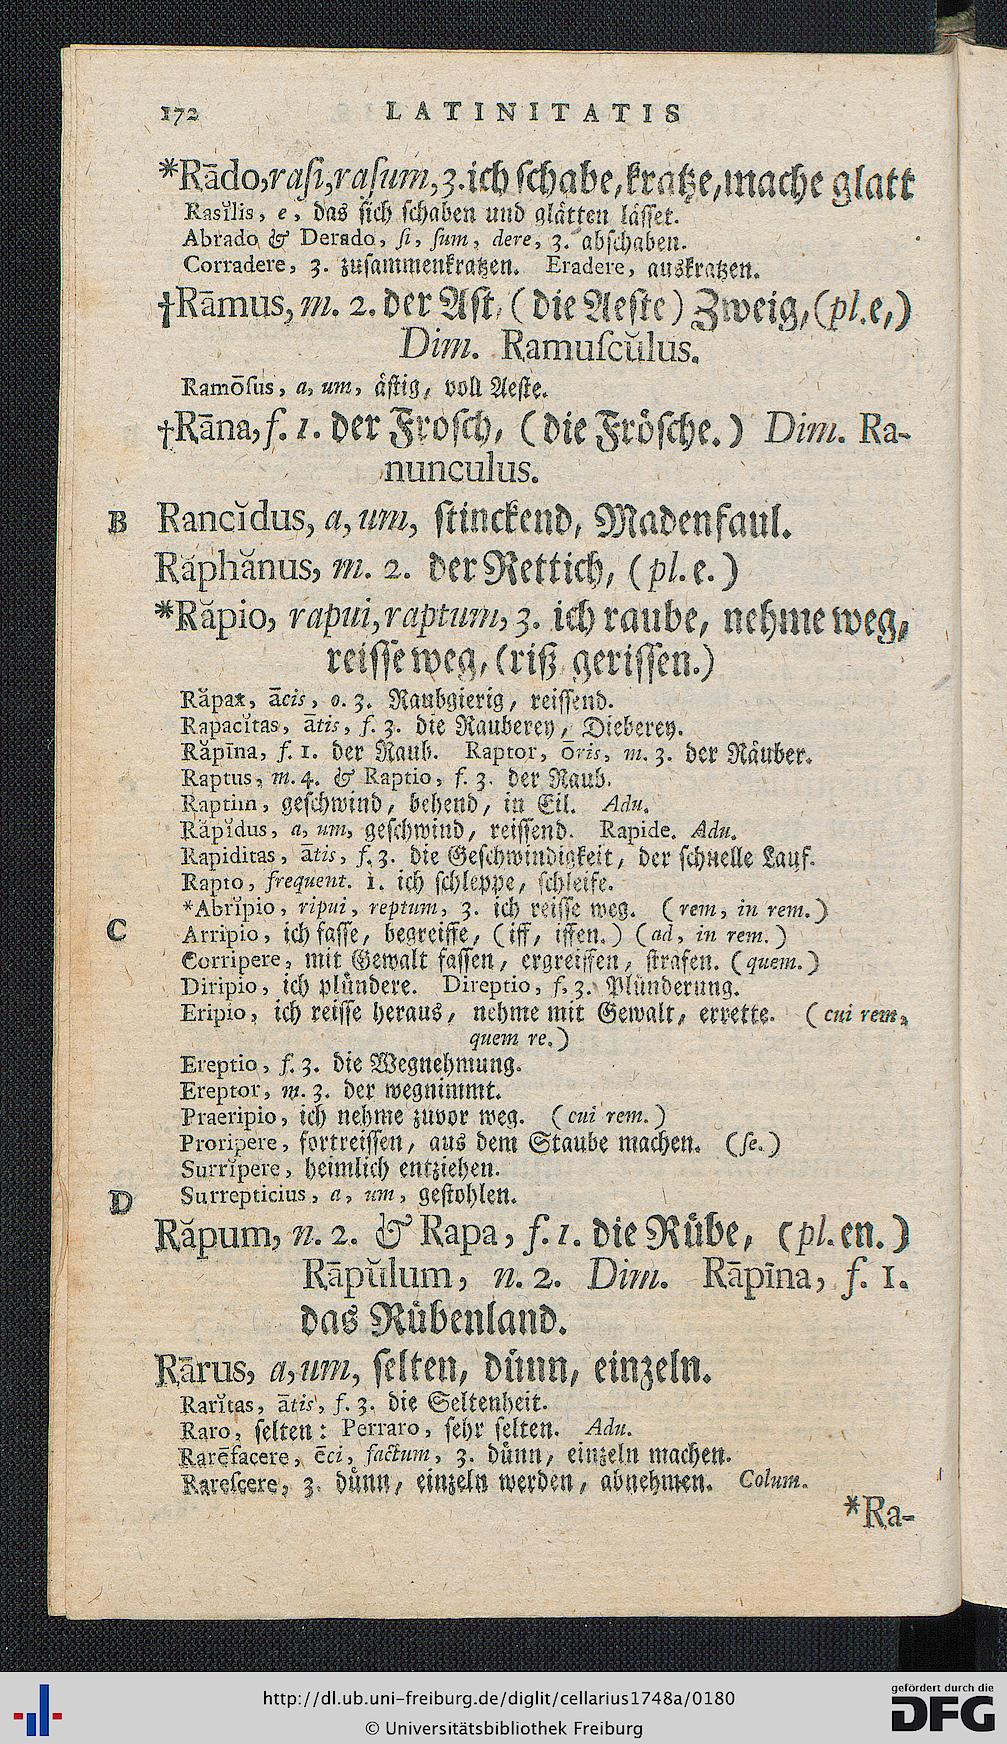 172 LATINITATIS
*Rādo, raſi, raſum, 3. ich ſchabe, kratze, mache glatt
Rasĭlis, e, das ſich ſchaben und glätten läſſet.
Abrado & Derado, ſi, ſum, dere, 3. abſchaben.
Corradere, 3. zuſammenkratzen. Eradere, auskratzen.
†Rāmus, m. 2. der Aſt, (die Aeſte) Zweig, (pl. e,)
Dim. Ramuſcŭlus.
Ramōſus, a, um, äſtig, voll Aeſte.
†Rāna, f. 1. der Froſch, (die Fröſche.) Dim. Ra-
nunculus.
B Rancĭdus, a, um, ſtinckend, Madenfaul.
Răphănus, m. 2. der Rettich, (pl. e.)
*Răpio, rapui, raptum, 3. ich raube, nehme weg,
reiſſe weg, (riß geriſſen.)
Răpax, ācis, o. 3. Raubgierig, reiſſend.
Rapacĭtas, ātis, f. 3. die Rauberey, Dieberey.
Răpīna, f. 1. der Raub. Raptor, ōris, m. 3. der Räuber.
Raptus, m. 4. & Raptio, f. 3. der Raub.
Raptim, geſchwind, behend, in Eil. Adu.
Răpĭdus, a, um, geſchwind, reiſſend. Rapide. Adu.
Rapiditas, ātis, f. 3. die Geſchwindigkeit, der ſchnelle Lauf.
Rapto, frequent. 1. ich ſchleppe, ſchleife.
*Abrĭpio, ripui, reptum, 3. ich reiſſe weg. (rem, in rem.)
C Arripio, ich faſſe, begreiffe, (iff, iffen.) (ad, in rem.)
Corripere, mit Gewalt faſſen, ergreiffen, ſtrafen. (quem.)
Diripio, ich plündere. Direptio, f. 3. Plünderung.
Eripio, ich reiſſe heraus, nehme mit Gewalt, errette. (cui rem,
quem re.)
Ereptio, f. 3. die Wegnehmung.
Ereptor, m. 3. der wegnimmt.
Praeripio, ich nehme zuvor weg. (cui rem.)
Proripere, fortreiſſen, aus dem Staube machen. (ſe.)
Surrĭpere, heimlich entziehen.
D Surrepticius, a, um, geſtohlen.
Răpum, n. 2. & Rapa, f. 1. die Rübe, (pl. en.)
Rāpŭlum, n. 2. Dim. Rāpīna, f. 1.
das Rübenland.
Rārus, a, um, ſelten, dünn, einzeln.
Rarĭtas, ātis, f. 3. die Seltenheit.
Raro, ſelten: Perraro, ſehr ſelten. Adu.
Rarēfacere, ēci, factum, 3. dünn, einzeln machen.
Rareſcere, 3. dünn, einzeln werden, abnehmen. Colum.
*Ra-
http://dl.ub.uni-freiburg.de/diglit/cellarius1748a/0180
© Universitätsbibliothek Freiburg
gefördert durch die
DFG